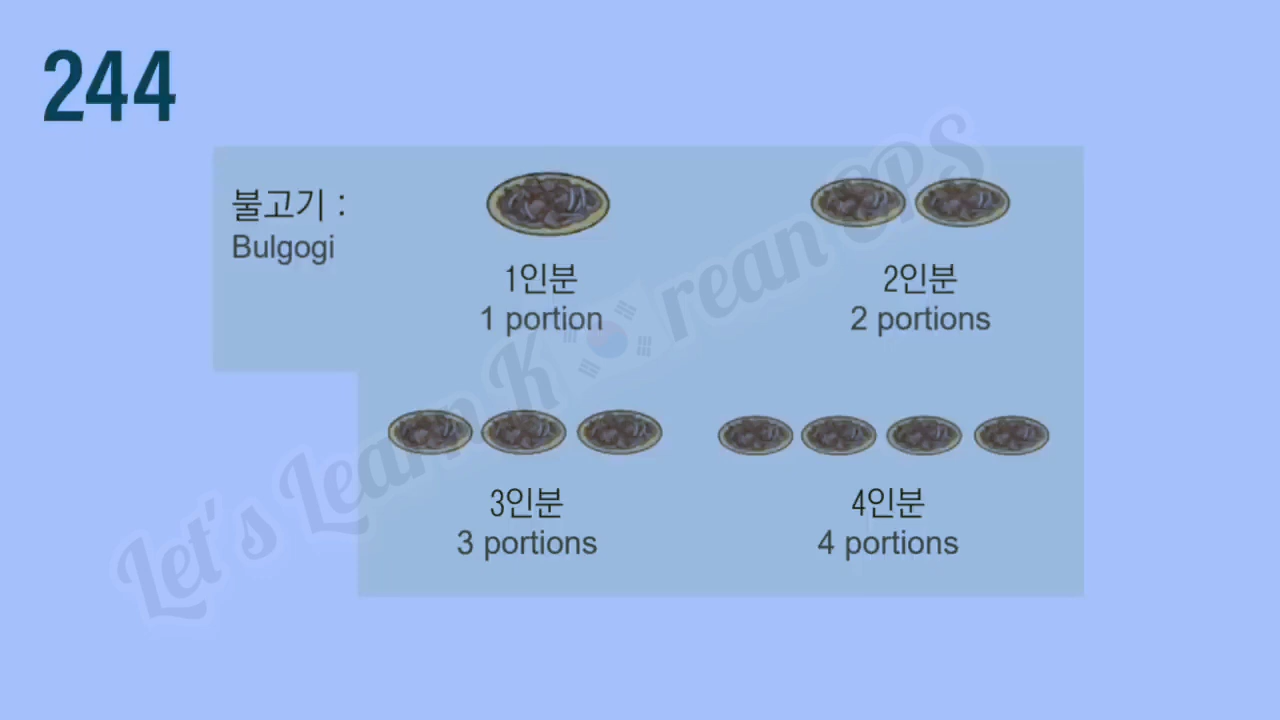 244
불고기 :
Bulgogi
1인분
1 portion
2인분
2 portions
3인분
3 portions
4인분
4 portions
Let's Learn Korean EPS